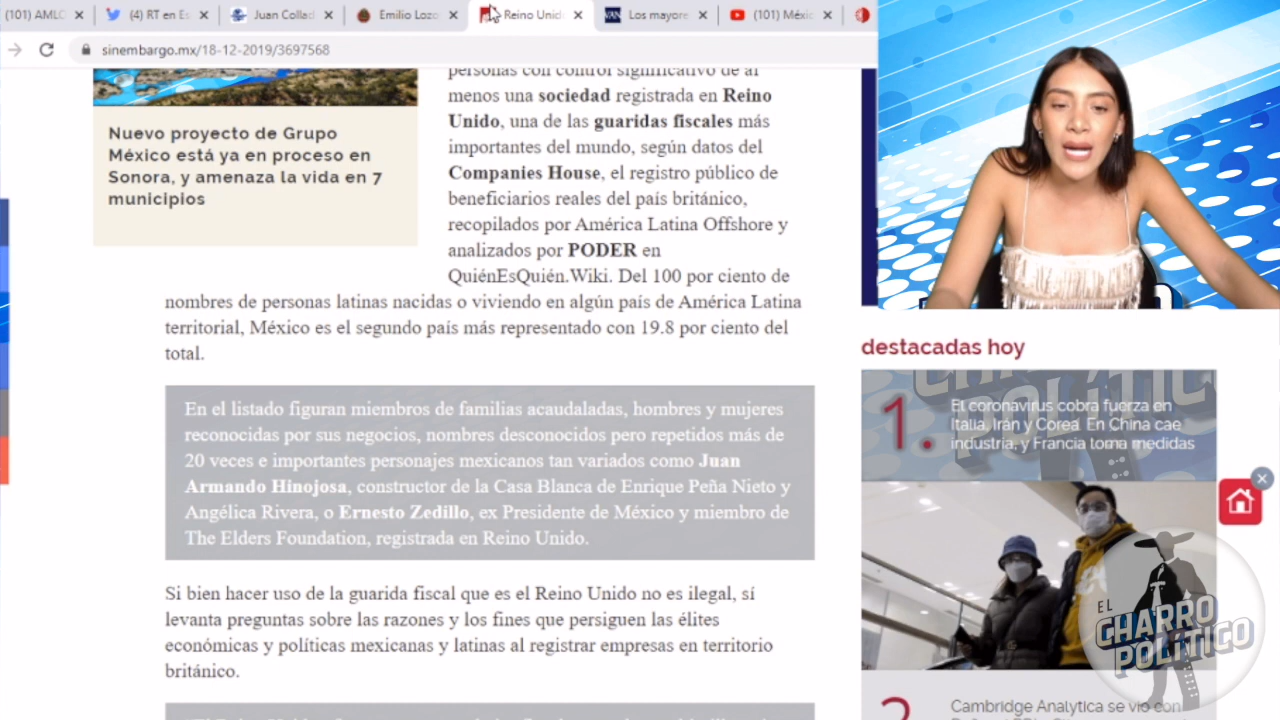 (101) AMLC
(4) RT en Es
Juan Collad
Emilio Lozo
Reino Unid
VAN Los mayore
(101) Méxic
sinembargo.mx/18-12-2019/3697568
Nuevo proyecto de Grupo
México está ya en proceso en
Sonora, y amenaza la vida en 7
municipios
personas con control significativo de al
menos una sociedad registrada en Reino
Unido, una de las guaridas fiscales más
importantes del mundo, según datos del
Companies House, el registro público de
beneficiarios reales del país británico,
recopilados por América Latina Offshore y
analizados por PODER en
QuiénEsQuién.Wiki. Del 100 por ciento de
nombres de personas latinas nacidas o viviendo en algún país de América Latina
territorial, México es el segundo país más representado con 19.8 por ciento del
total.
En el listado figuran miembros de familias acaudaladas, hombres y mujeres
reconocidas por sus negocios, nombres desconocidos pero repetidos más de
20 veces e importantes personajes mexicanos tan variados como Juan
Armando Hinojosa, constructor de la Casa Blanca de Enrique Peña Nieto y
Angélica Rivera, o Ernesto Zedillo, ex Presidente de México y miembro de
The Elders Foundation, registrada en Reino Unido.
Si bien hacer uso de la guarida fiscal que es el Reino Unido no es ilegal, sí
levanta preguntas sobre las razones y los fines que persiguen las élites
económicas y políticas mexicanas y latinas al registrar empresas en territorio
británico.
destacadas hoy
1. El coronavirus cobra fuerza en
Italia, Irán y Corea. En China cae
industria, y Francia toma medidas
EL
CHARRO
POLÍTICO
2 Cambridge Analytica se vio con